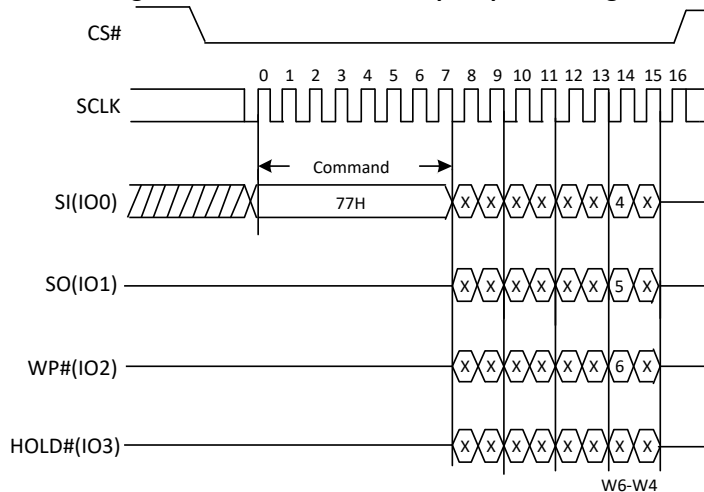 CS#
0 1 2 3 4 5 6 7 8 9 10 11 12 13 14 15 16
SCLK
Command
SI(IO0) 77H X X X X X X 4 X
SO(IO1) X X X X X X 5 X
WP#(IO2) X X X X X X 6 X
HOLD#(IO3) X X X X X X X X
W6-W4